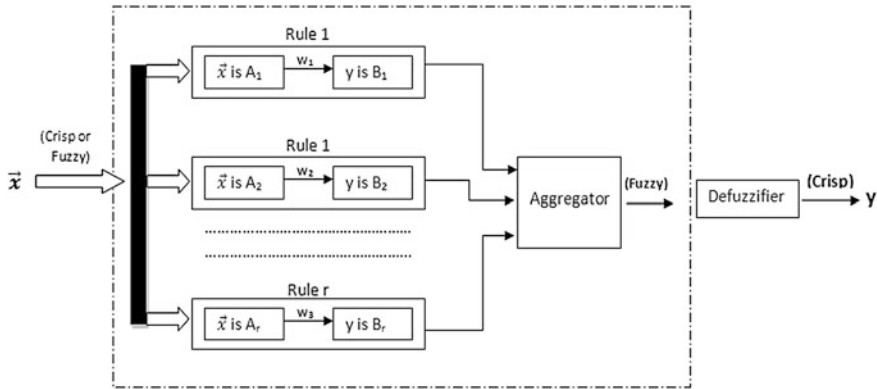 Rule 1
x⃗ is A₁
w₁
y is B₁
(Crisp or
Fuzzy)
x⃗
Rule 1
x⃗ is A₂
w₂
y is B₂
Aggregator
(Fuzzy)
Defuzzifier
(Crisp)
y
Rule r
x⃗ is Aᵣ
w₃
y is Bᵣ